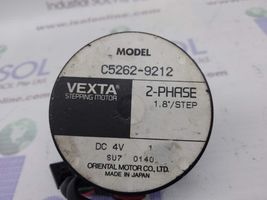 MODEL
C5262-9212
VEXTA
STEPPING MOTOR
2-PHASE
1.8°/STEP
DC 4V 1
SU7 0140
ORIENTAL MOTOR CO., LTD.
MADE IN JAPAN